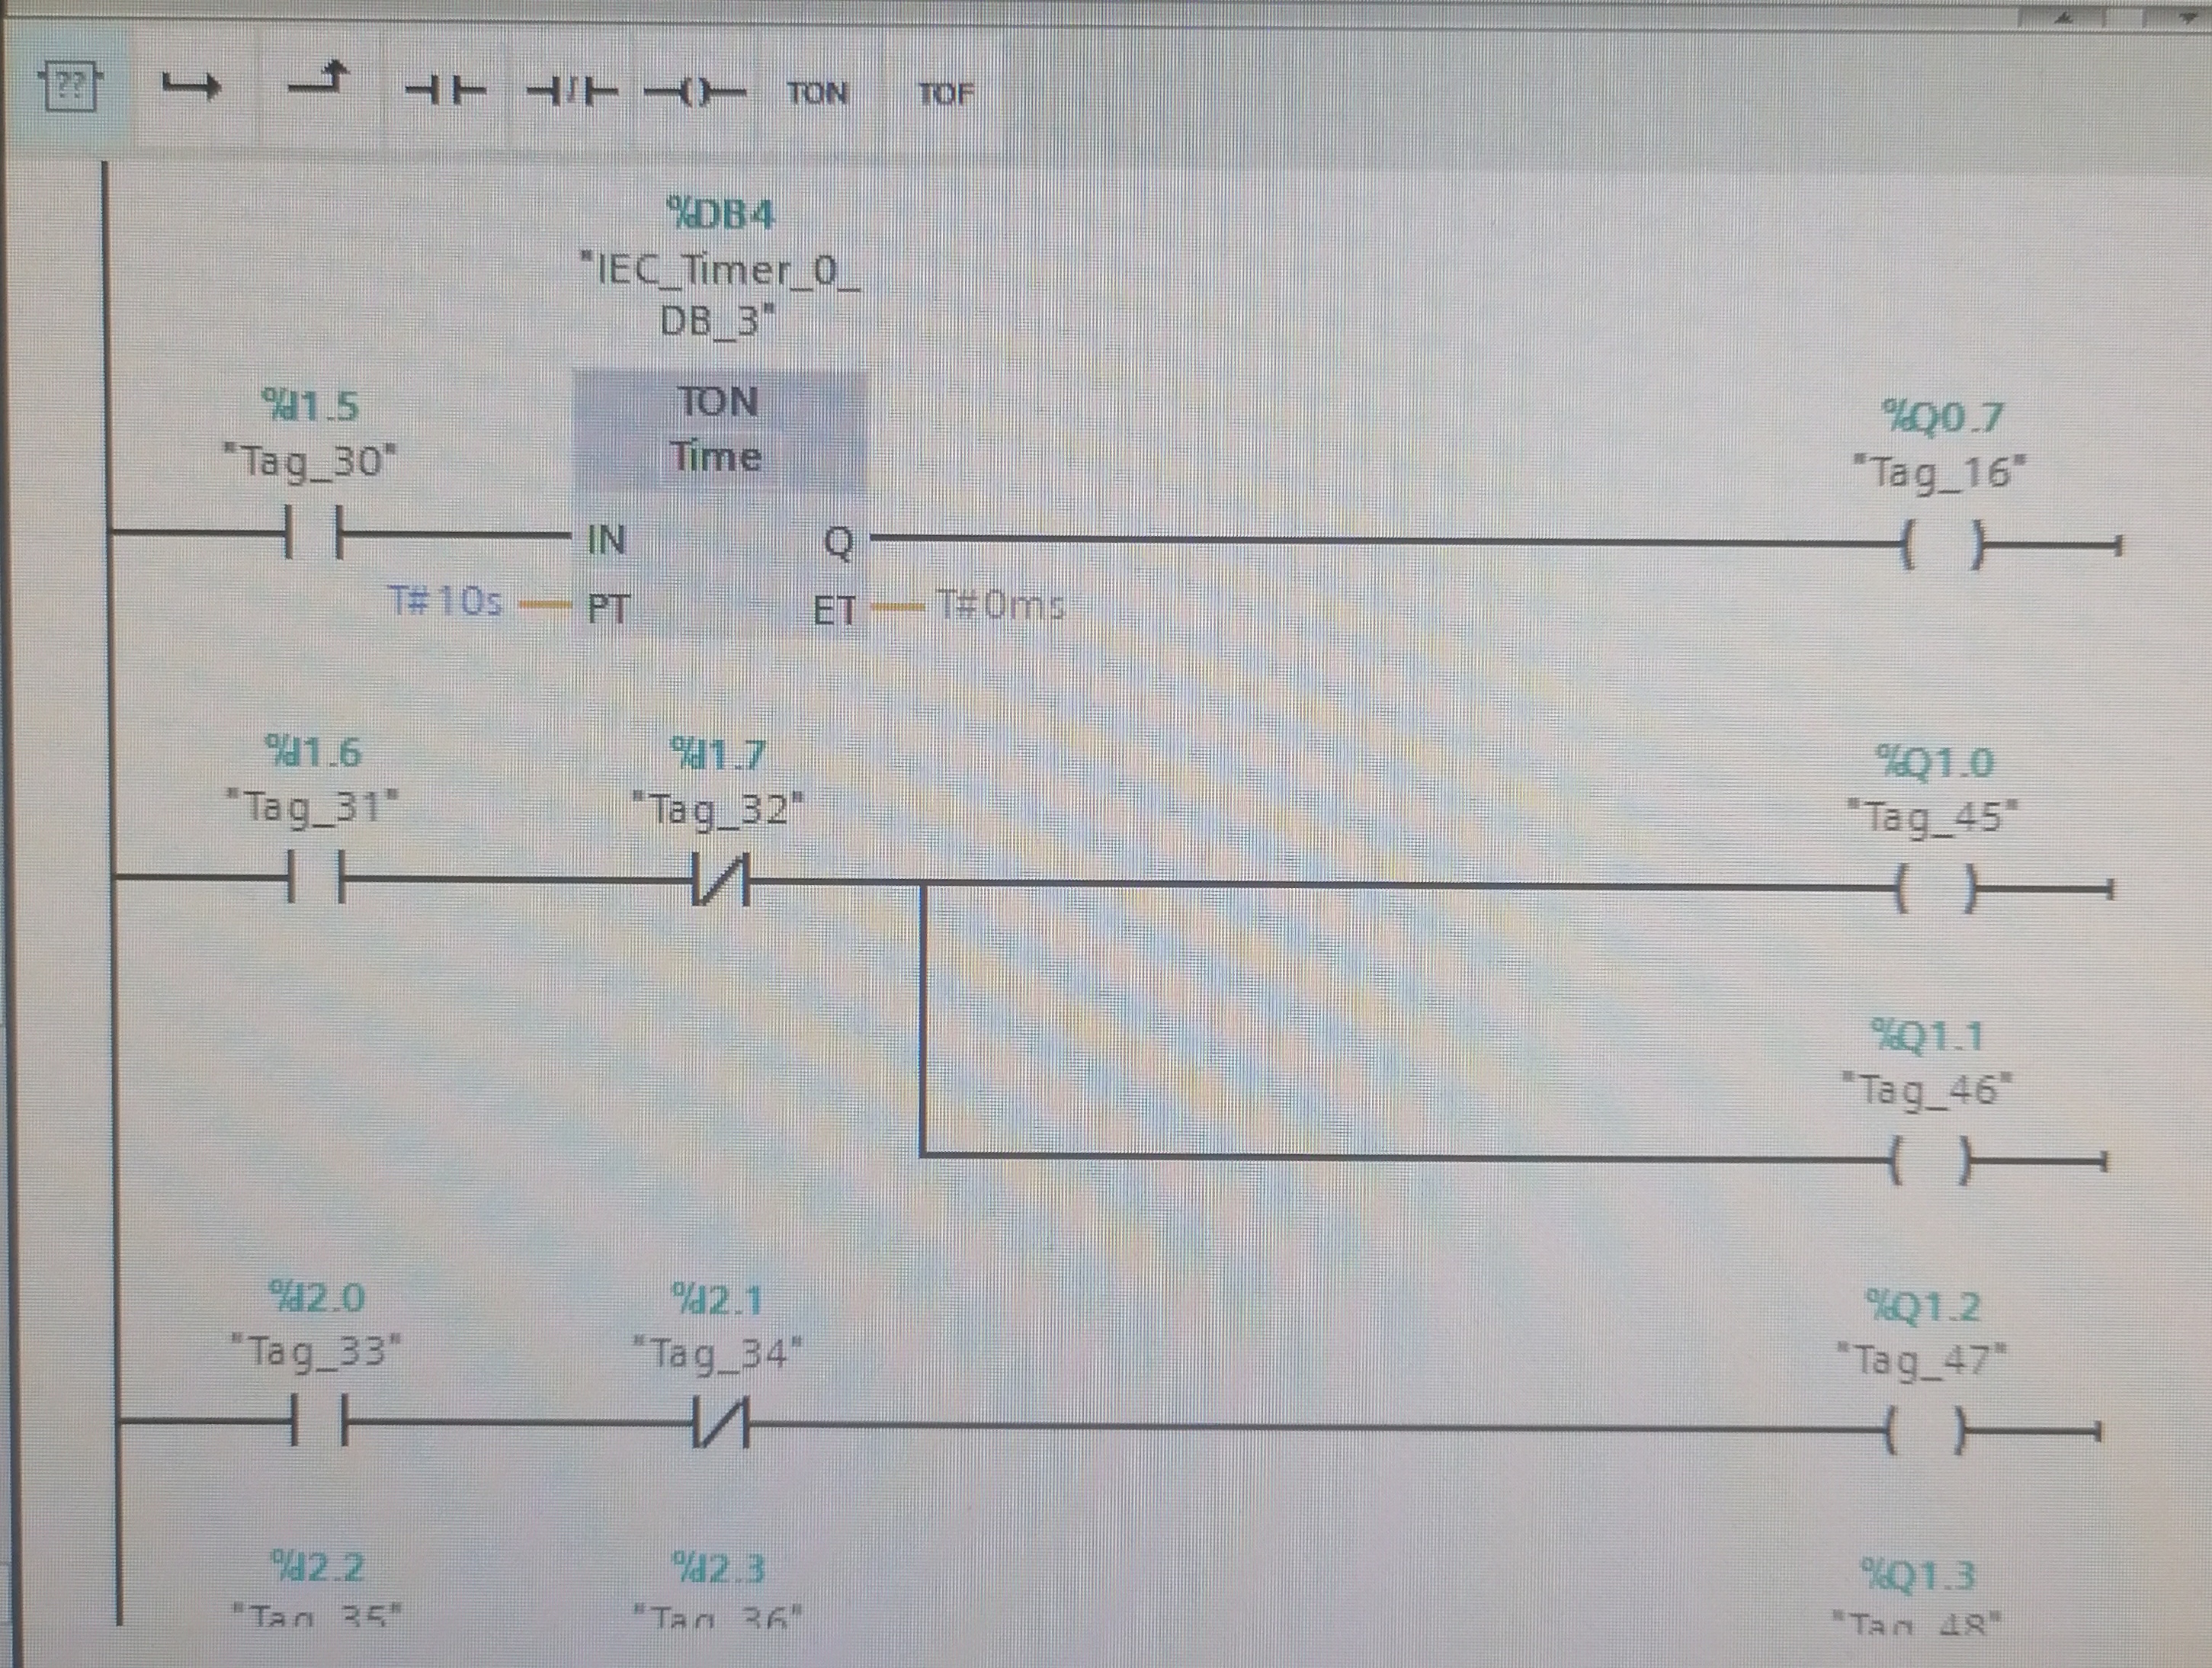 ??
TON TOF
%DB4
"IEC_Timer_0_
DB_3"
TON
Time
%I1.5
"Tag_30"
%Q0.7
"Tag_16"
IN Q
T#10s PT ET T#0ms
%I1.6 %I1.7 %Q1.0
"Tag_31" "Tag_32" "Tag_45"
%Q1.1
"Tag_46"
%I2.0 %I2.1 %Q1.2
"Tag_33" "Tag_34" "Tag_47"
%I2.2 %I2.3 %Q1.3
"Tag_35" "Tag_36" "Tag_48"